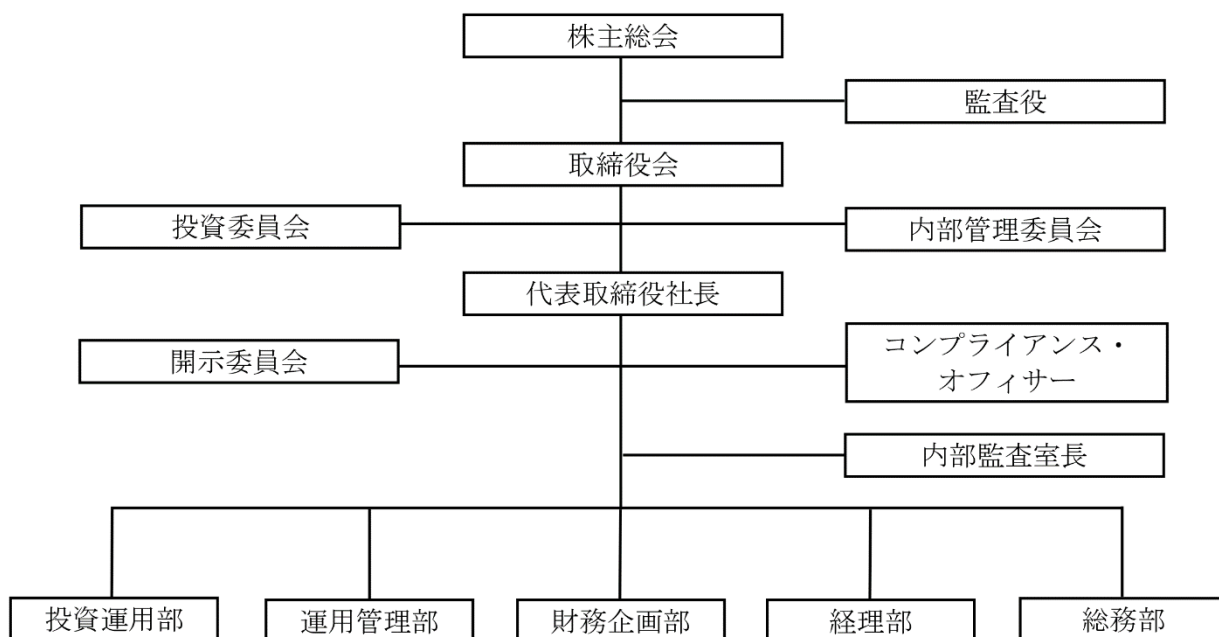 株主総会
監査役
取締役会
投資委員会
内部管理委員会
代表取締役社長
開示委員会
コンプライアンス・
オフィサー
内部監査室長
投資運用部
運用管理部
財務企画部
経理部
総務部